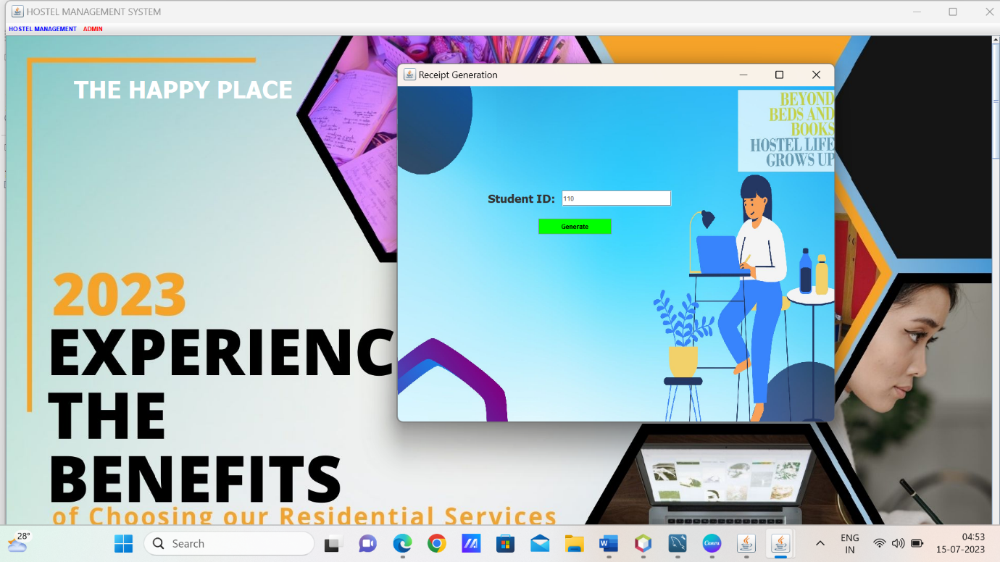 HOSTEL MANAGEMENT SYSTEM
HOSTEL MANAGEMENT ADMIN
THE HAPPY PLACE
2023
EXPERIENC
THE
BENEFITS
of Choosing our Residential Services
Receipt Generation
BEYOND
BEDS AND
BOOKS
HOSTEL LIFE
GROWS UP
Student ID: 110
Generate
28°
Search
ENG
IN
04:53
15-07-2023